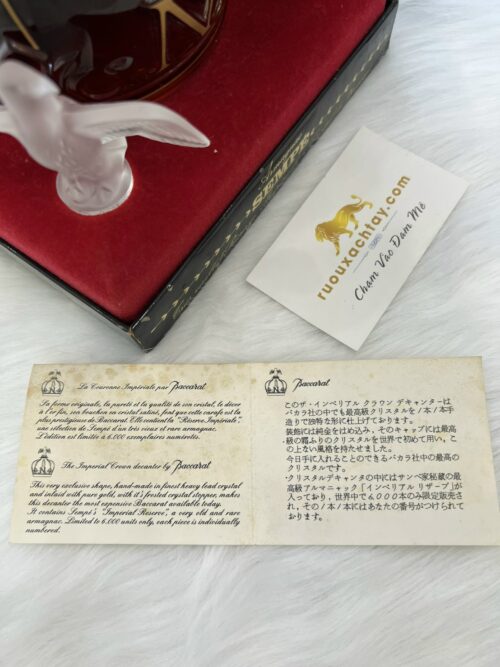 SEMPÉ
ruouxachtay.com
Chạm Vào Đam Mê
La Couronne Impériale par Baccarat
La forme originale, la pureté et la qualité de son cristal, le décor
à l'or fin, son bouchon en cristal satiné, font que cette carafe est la
plus prestigieuse de Baccarat. Elle contient la "Réserve Impériale",
une sélection de Sempé d'un très vieux et rare armagnac.
L'édition est limitée à 6.000 exemplaires numérotés.
The Imperial Crown decanter by Baccarat
This very exclusive shape, hand-made in finest heavy lead crystal
and inlaid with pure gold, with it's frosted crystal stopper, makes
this decanter the most expensive Baccarat available today.
It contains Sempé's "Imperial Reserve", a very old and rare
armagnac. Limited to 6.000 units only, each piece is individually
numbered.
Baccarat
このザ・インペリアル クラウン デキャンターは
バカラ社の中でも最高級クリスタルを1本1本手
造りで独特な形に仕上げております。
装飾には純金をはめ込み、そのキャップには最高
級の霜ふりのクリスタルを世界で初めて用い、こ
の上ない風格を持たせました。
今日手に入れることのできるバカラ社中の最高の
クリスタルです。
クリスタルデキャンタの中にはサンペ家秘蔵の最
高級アルマニャック「インペリアル リザーブ」が
入っており、世界中で6000本のみ限定販売さ
れ、その1本1本にはあなたの番号がつけられて
おります。